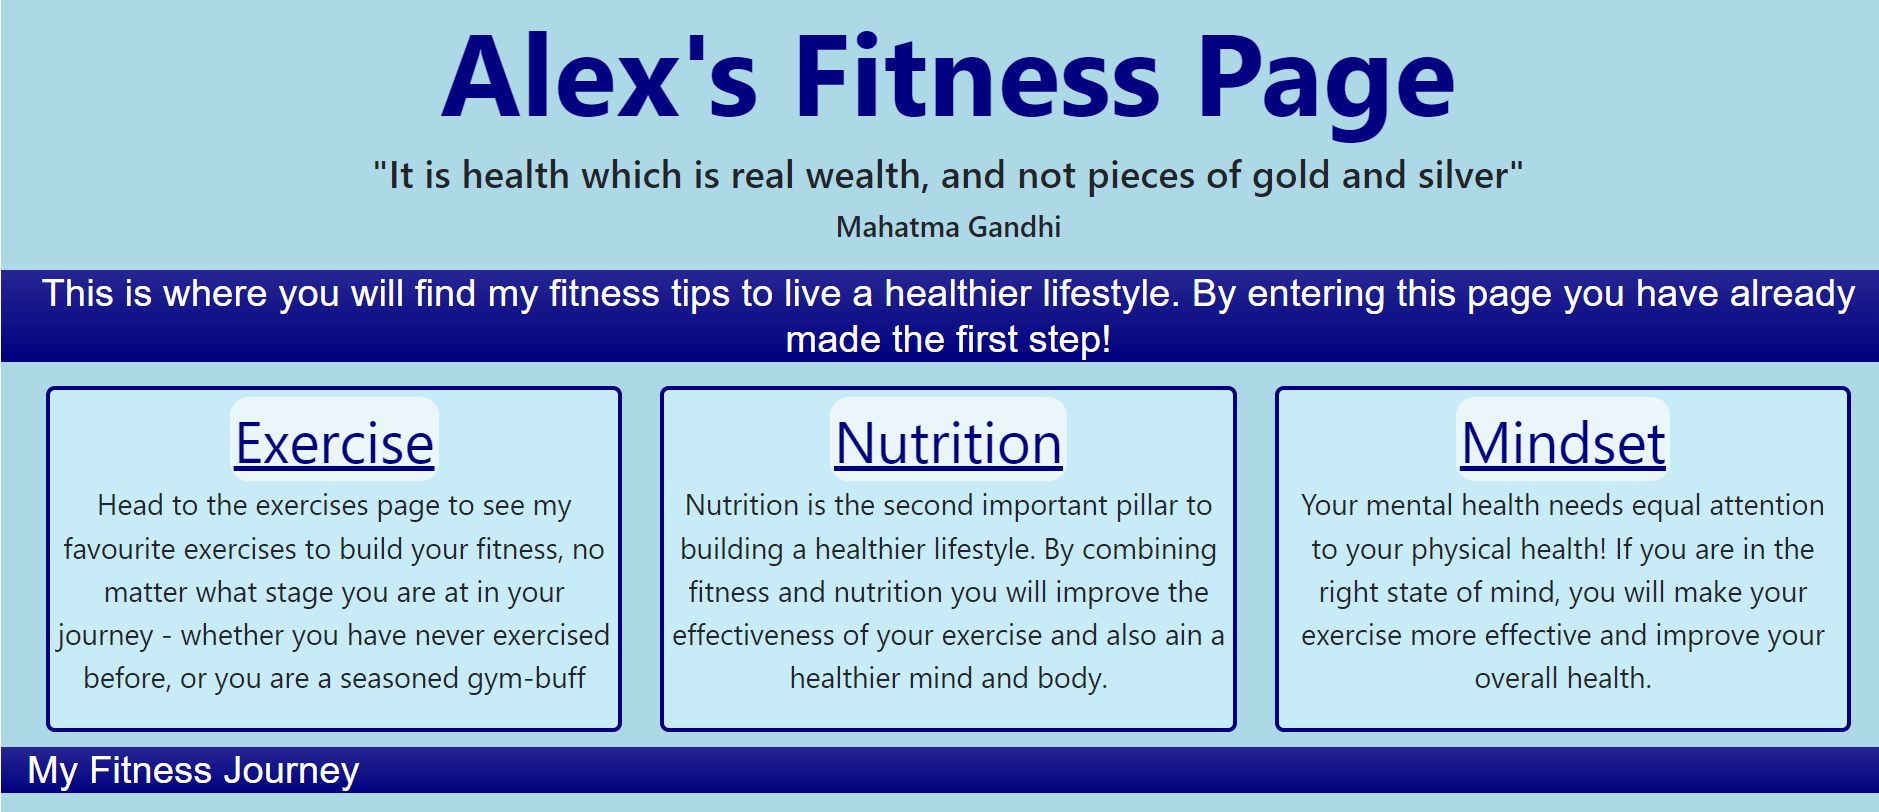 Alex's Fitness Page
"It is health which is real wealth, and not pieces of gold and silver"
Mahatma Gandhi
This is where you will find my fitness tips to live a healthier lifestyle. By entering this page you have already
made the first step!
Exercise
Head to the exercises page to see my
favourite exercises to build your fitness, no
matter what stage you are at in your
journey - whether you have never exercised
before, or you are a seasoned gym-buff
Nutrition
Nutrition is the second important pillar to
building a healthier lifestyle. By combining
fitness and nutrition you will improve the
effectiveness of your exercise and also ain a
healthier mind and body.
Mindset
Your mental health needs equal attention
to your physical health! If you are in the
right state of mind, you will make your
exercise more effective and improve your
overall health.
My Fitness Journey